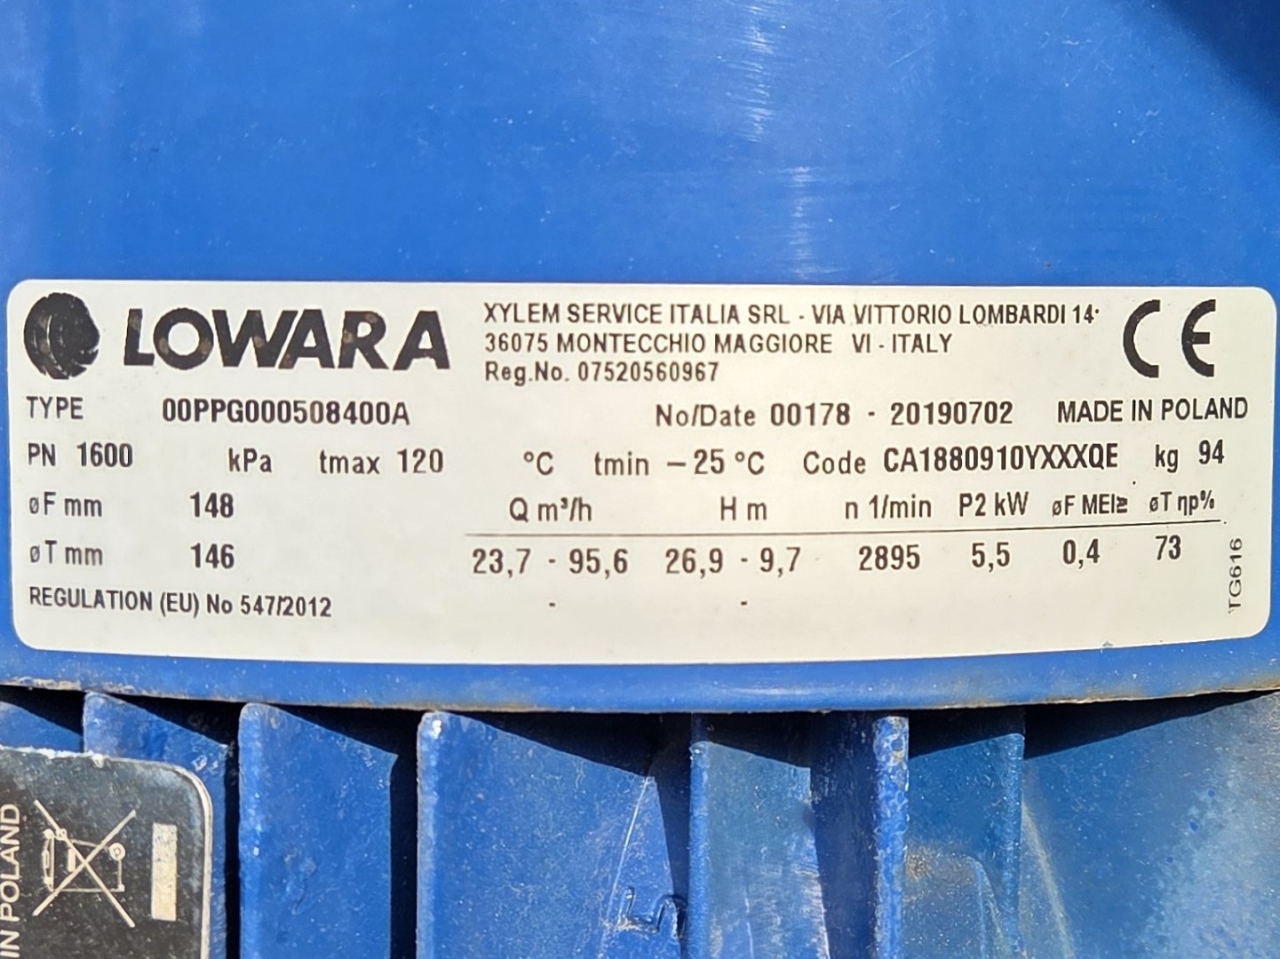 LOWARA
XYLEM SERVICE ITALIA SRL - VIA VITTORIO LOMBARDI 14
36075 MONTECCHIO MAGGIORE VI - ITALY
Reg.No. 07520560967
CE
TYPE 00PPG000508400A No/Date 00178 - 20190702 MADE IN POLAND
PN 1600 kPa tmax 120 °C tmin -25 °C Code CA1880910YXXXQE kg 94
øF mm 148 Q m³/h H m n 1/min P2 kW øF MEI≥ øT ηp%
øT mm 146 23,7 - 95,6 26,9 - 9,7 2895 5,5 0,4 73
REGULATION (EU) No 547/2012 - -
TG616
IN POLAND